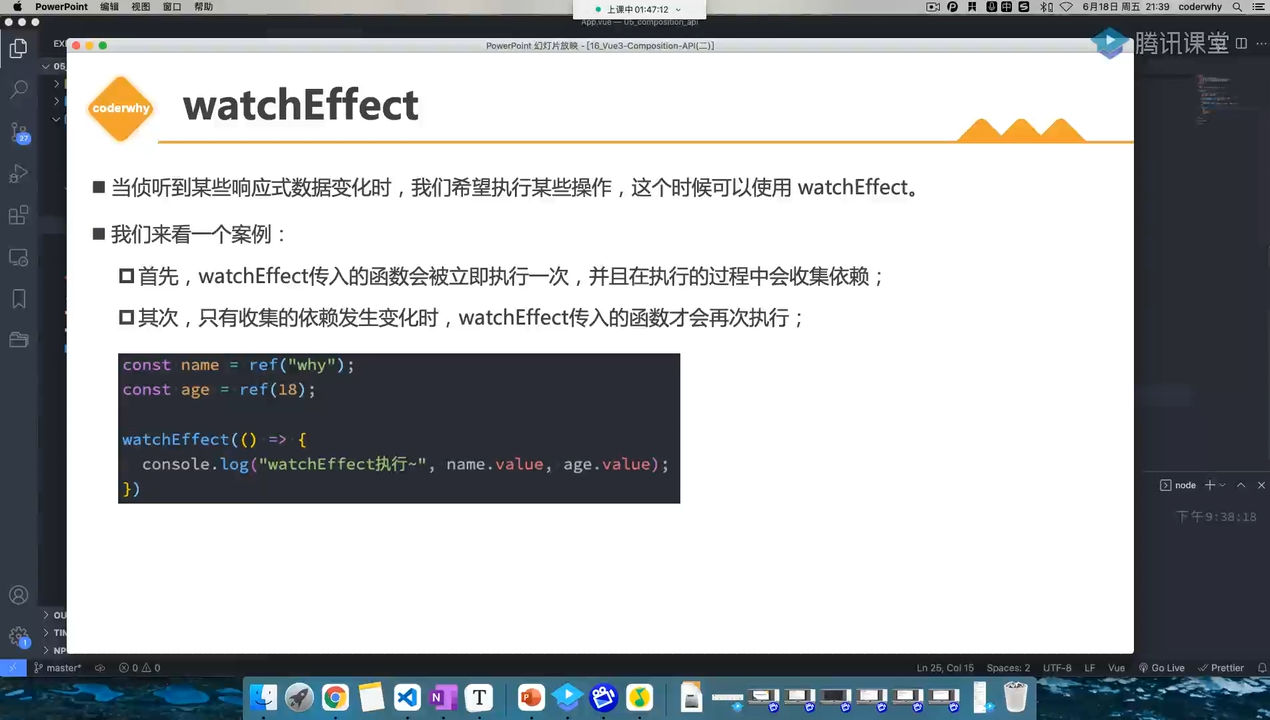 PowerPoint 编辑 视图 窗口 帮助
上课中 01:47:12
6月18日 周五 21:39 coderwhy
App.vue — 05_composition_api
PowerPoint 幻灯片放映 - [16_Vue3-Composition-API(二)]
腾讯课堂
coderwhy
watchEffect
当侦听到某些响应式数据变化时，我们希望执行某些操作，这个时候可以使用 watchEffect。
我们来看一个案例：
首先，watchEffect传入的函数会被立即执行一次，并且在执行的过程中会收集依赖；
其次，只有收集的依赖发生变化时，watchEffect传入的函数才会再次执行；
const name = ref("why");
const age = ref(18);
watchEffect(() => {
console.log("watchEffect执行~", name.value, age.value);
})
27
node
下午9:38:18
OU
TIN
NP
1
master* 0 0
Ln 25, Col 15 Spaces: 2 UTF-8 LF Vue Go Live Prettier